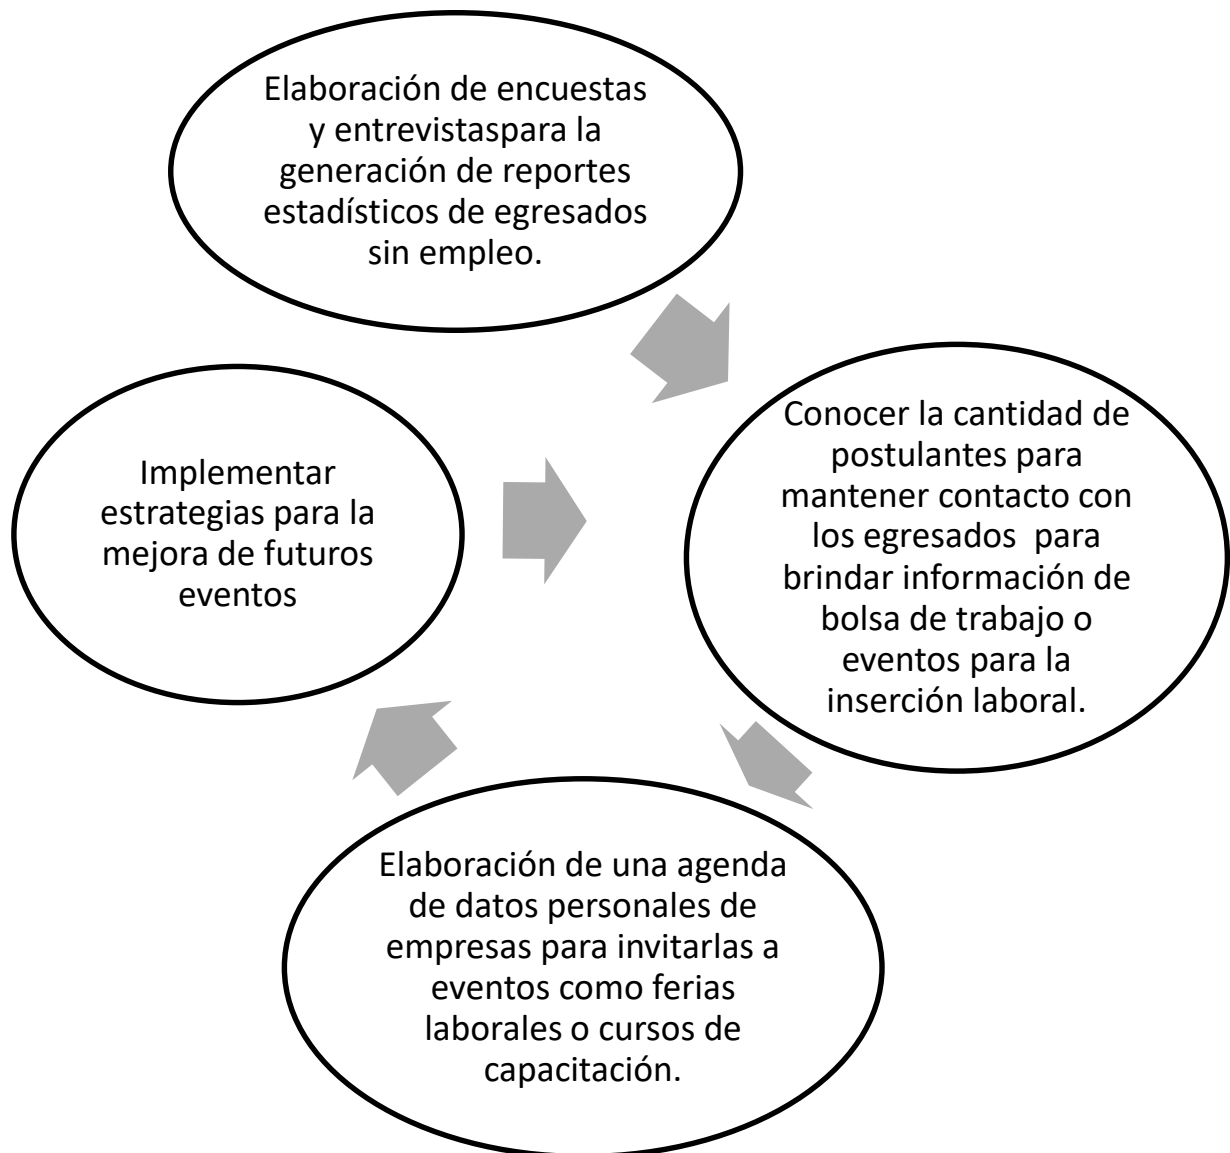 Elaboración de encuestas
y entrevistaspara la
generación de reportes
estadísticos de egresados
sin empleo.
Conocer la cantidad de
postulantes para
mantener contacto con
los egresados  para
brindar información de
bolsa de trabajo o
eventos para la
inserción laboral.
Elaboración de una agenda
de datos personales de
empresas para invitarlas a
eventos como ferias
laborales o cursos de
capacitación.
Implementar
estrategias para la
mejora de futuros
eventos